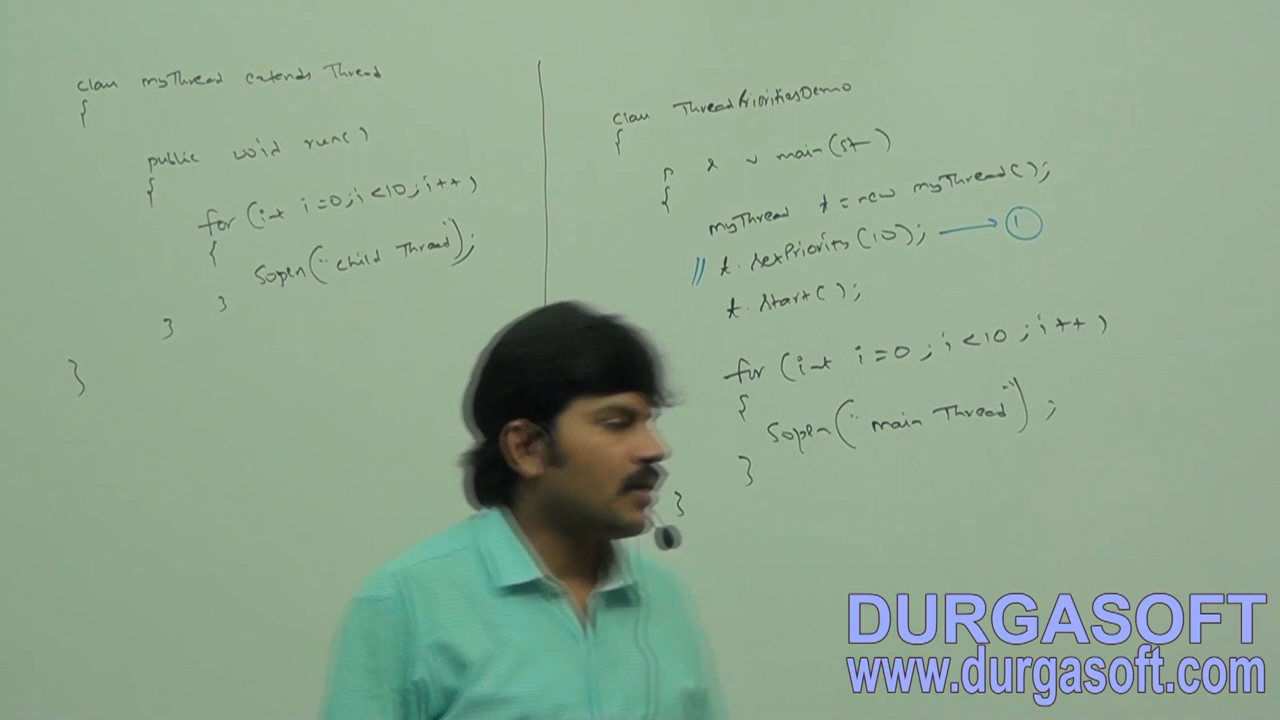 class myThread extends Thread
{
public void run()
{
for (int i=0; i<10; i++)
{
Sopln("child Thread");
}
}
}
class ThreadPrioritiesDemo
{
p s v main(st-)
{
myThread t = new myThread();
// t.setPriority(10); → 1
t.start();
for (int i=0; i<10; i++)
{
Sopln("main Thread");
}
}
DURGASOFT
www.durgasoft.com